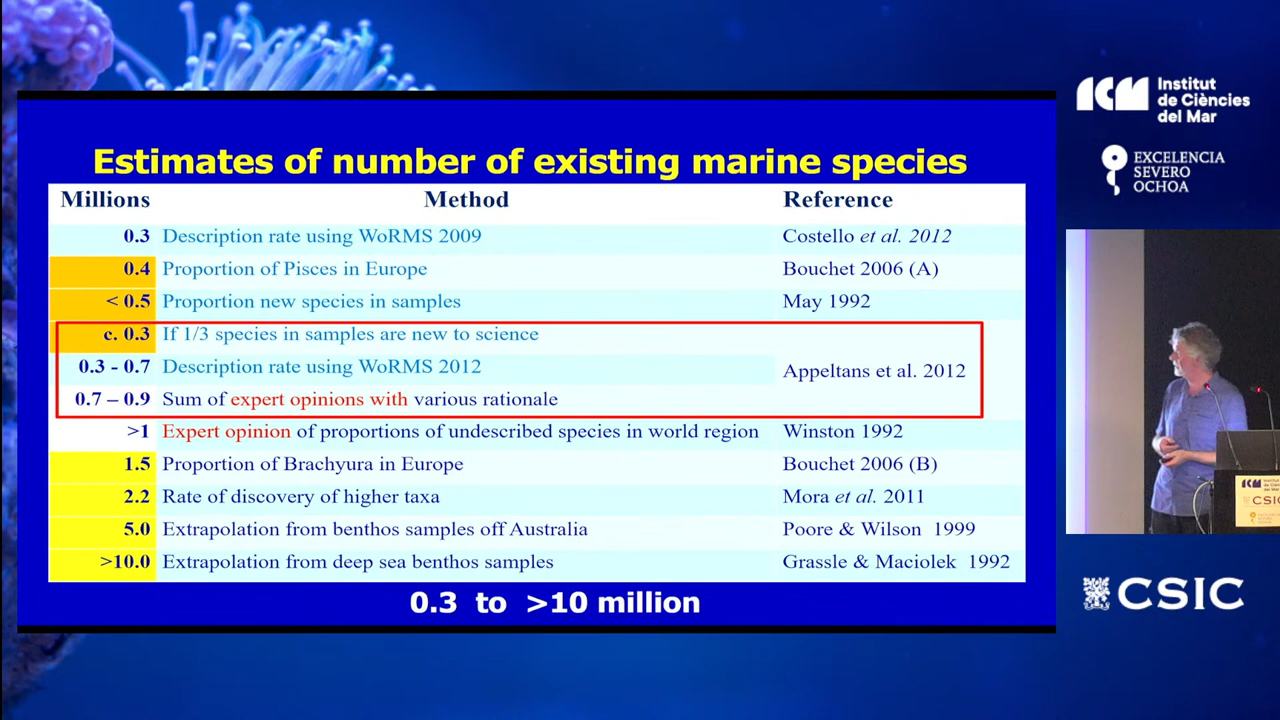 Estimates of number of existing marine species
Millions Method Reference
0.3 Description rate using WoRMS 2009 Costello et al. 2012
0.4 Proportion of Pisces in Europe Bouchet 2006 (A)
< 0.5 Proportion new species in samples May 1992
c. 0.3 If 1/3 species in samples are new to science
0.3 - 0.7 Description rate using WoRMS 2012 Appeltans et al. 2012
0.7 – 0.9 Sum of expert opinions with various rationale
>1 Expert opinion of proportions of undescribed species in world region Winston 1992
1.5 Proportion of Brachyura in Europe Bouchet 2006 (B)
2.2 Rate of discovery of higher taxa Mora et al. 2011
5.0 Extrapolation from benthos samples off Australia Poore & Wilson 1999
>10.0 Extrapolation from deep sea benthos samples Grassle & Maciolek 1992
0.3 to >10 million
ICM
Institut
de Ciències
del Mar
EXCELENCIA
SEVERO
OCHOA
ICM
CSIC
CSIC